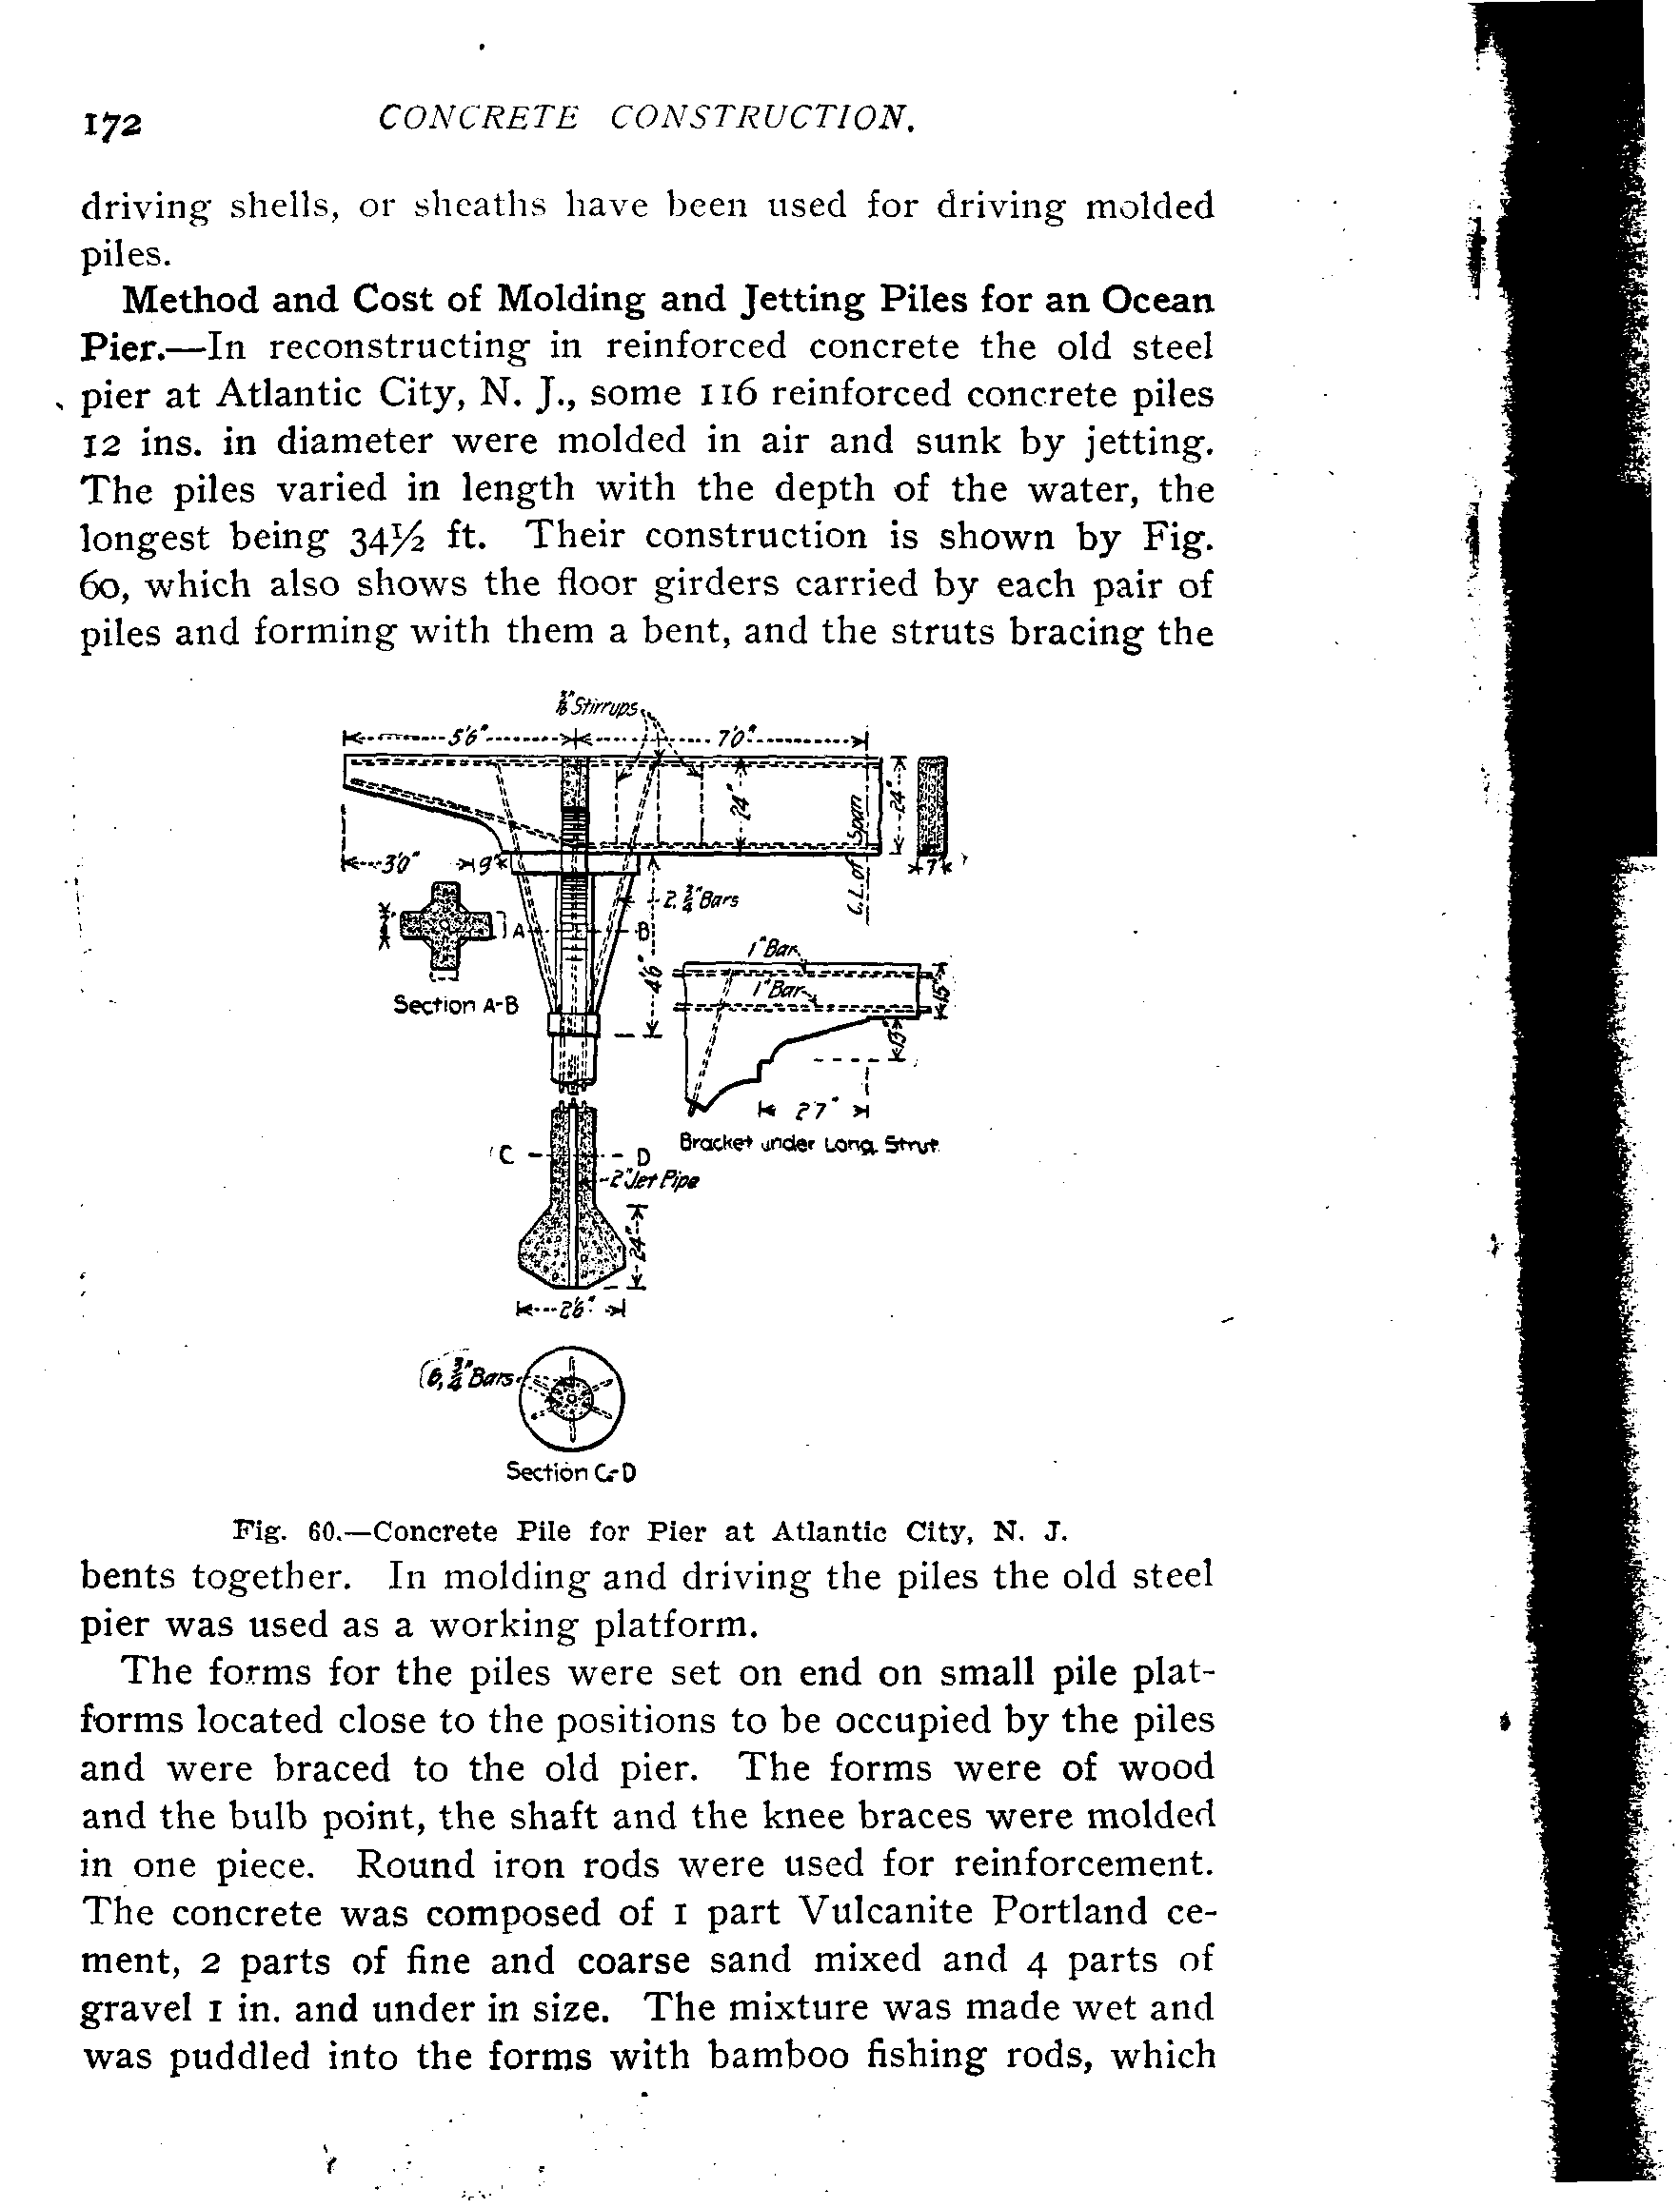 172
CONCRETE CONSTRUCTION.
driving shells, or sheaths have been used for driving molded
piles.
Method and Cost of Molding and Jetting Piles for an Ocean
Pier.—In reconstructing in reinforced concrete the old steel
pier at Atlantic City, N. J., some 116 reinforced concrete piles
12 ins. in diameter were molded in air and sunk by jetting.
The piles varied in length with the depth of the water, the
longest being 34½ ft. Their construction is shown by Fig.
60, which also shows the floor girders carried by each pair of
piles and forming with them a bent, and the struts bracing the
Stirrups
5'6"
7'0"
24"
24"
C.L. of Span
3'0"
9"
7"
2, ¾" Bars
A
B
4'6"
Section A-B
1" Bar
1" Bar
15"
13"
27"
Bracket under Long. Strut
C
D
2" Jet Pipe
24"
2'6"
6, ¾" Bars
Section C-D
Fig. 60.—Concrete Pile for Pier at Atlantic City, N. J.
bents together. In molding and driving the piles the old steel
pier was used as a working platform.
The forms for the piles were set on end on small pile plat-
forms located close to the positions to be occupied by the piles
and were braced to the old pier. The forms were of wood
and the bulb point, the shaft and the knee braces were molded
in one piece. Round iron rods were used for reinforcement.
The concrete was composed of 1 part Vulcanite Portland ce-
ment, 2 parts of fine and coarse sand mixed and 4 parts of
gravel 1 in. and under in size. The mixture was made wet and
was puddled into the forms with bamboo fishing rods, which